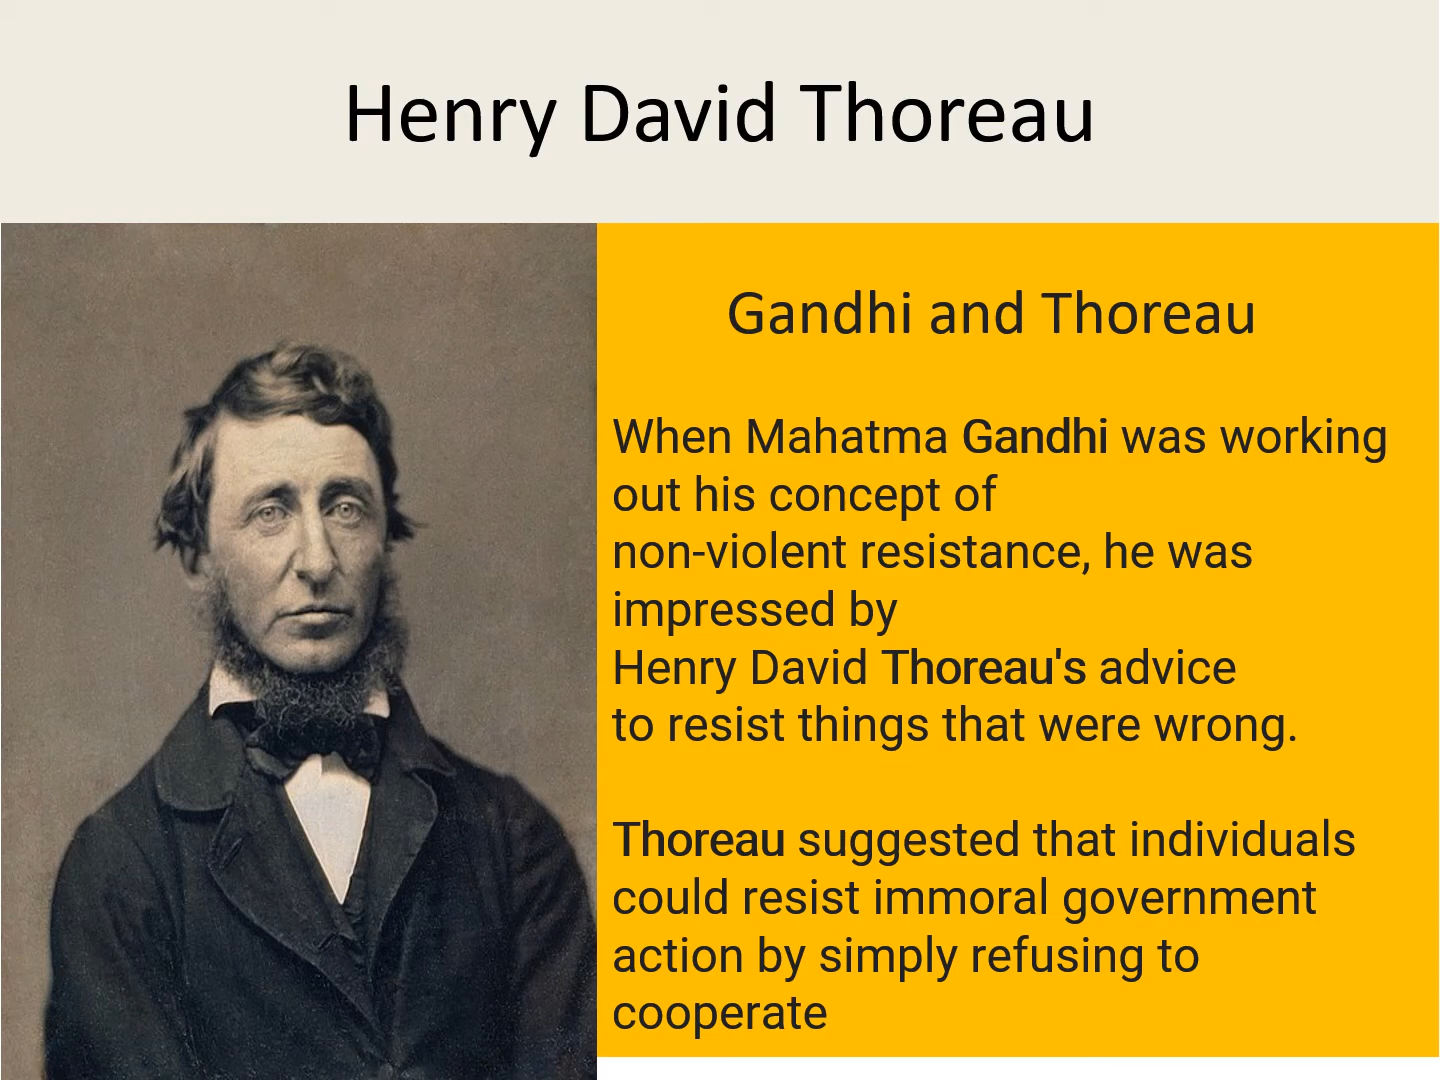 Henry David Thoreau
Gandhi and Thoreau
When Mahatma Gandhi was working
out his concept of
non-violent resistance, he was
impressed by
Henry David Thoreau's advice
to resist things that were wrong.
Thoreau suggested that individuals
could resist immoral government
action by simply refusing to
cooperate